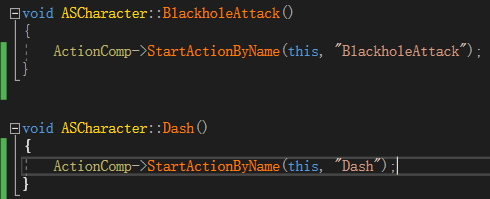 void ASCharacter::BlackholeAttack()
{
ActionComp->StartActionByName(this, "BlackholeAttack");
}
void ASCharacter::Dash()
{
ActionComp->StartActionByName(this, "Dash");
}